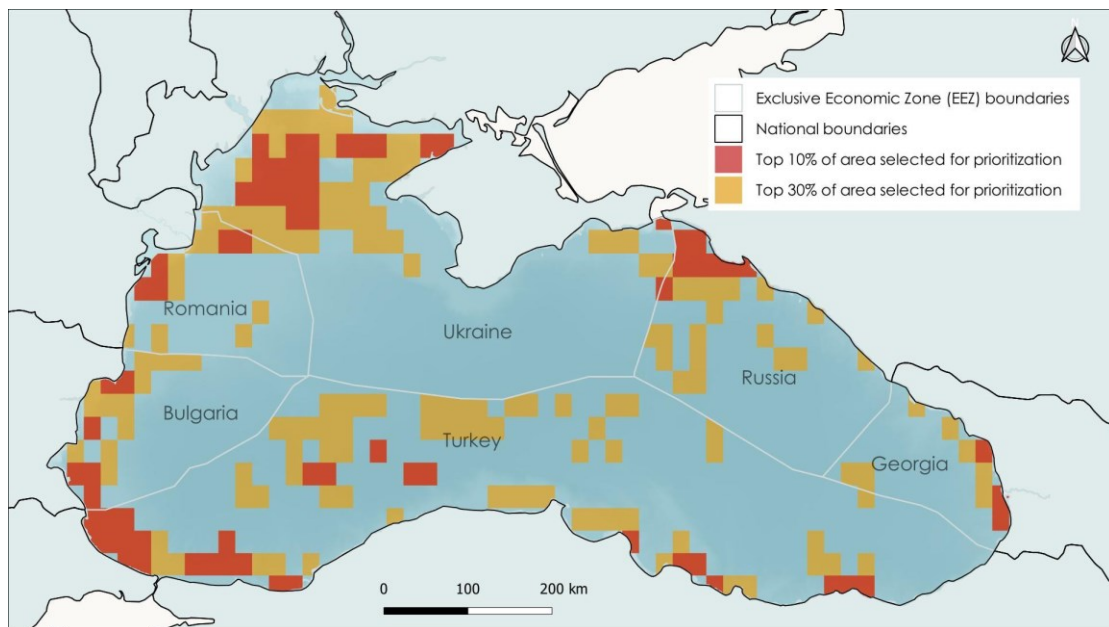 Exclusive Economic Zone (EEZ) boundaries
National boundaries
Top 10% of area selected for prioritization
Top 30% of area selected for prioritization
Romania
Ukraine
Russia
Bulgaria
Turkey
Georgia
0 100 200 km